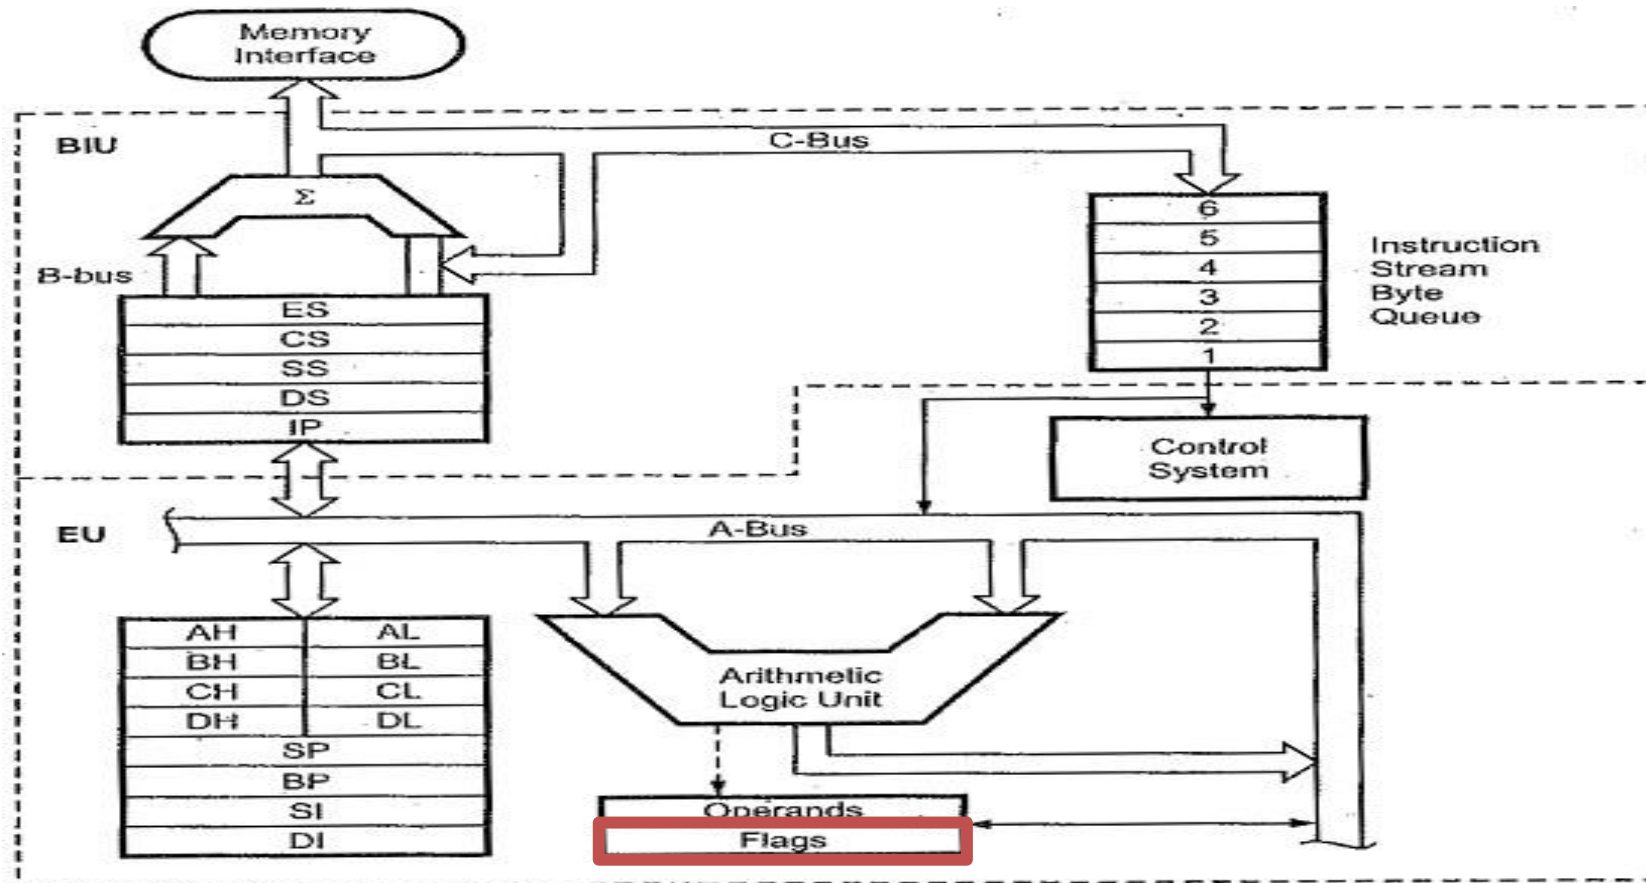 Memory
Interface
BIU
C-Bus
Σ
B-bus
ES
CS
SS
DS
IP
6
5
4
3
2
1
Instruction
Stream
Byte
Queue
Control
System
EU
A-Bus
AH AL
BH BL
CH CL
DH DL
SP
BP
SI
DI
Arithmetic
Logic Unit
Operands
Flags